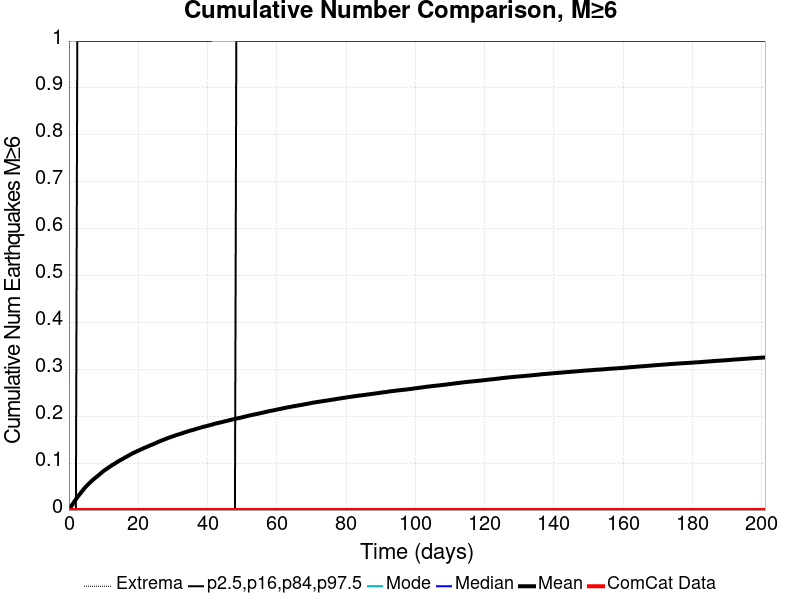 Cumulative Number Comparison, M≥6
Cumulative Num Earthquakes M≥6
1
0.9
0.8
0.7
0.6
0.5
0.4
0.3
0.2
0.1
0
0 20 40 60 80 100 120 140 160 180 200
Time (days)
Extrema p2.5,p16,p84,p97.5 Mode Median Mean ComCat Data